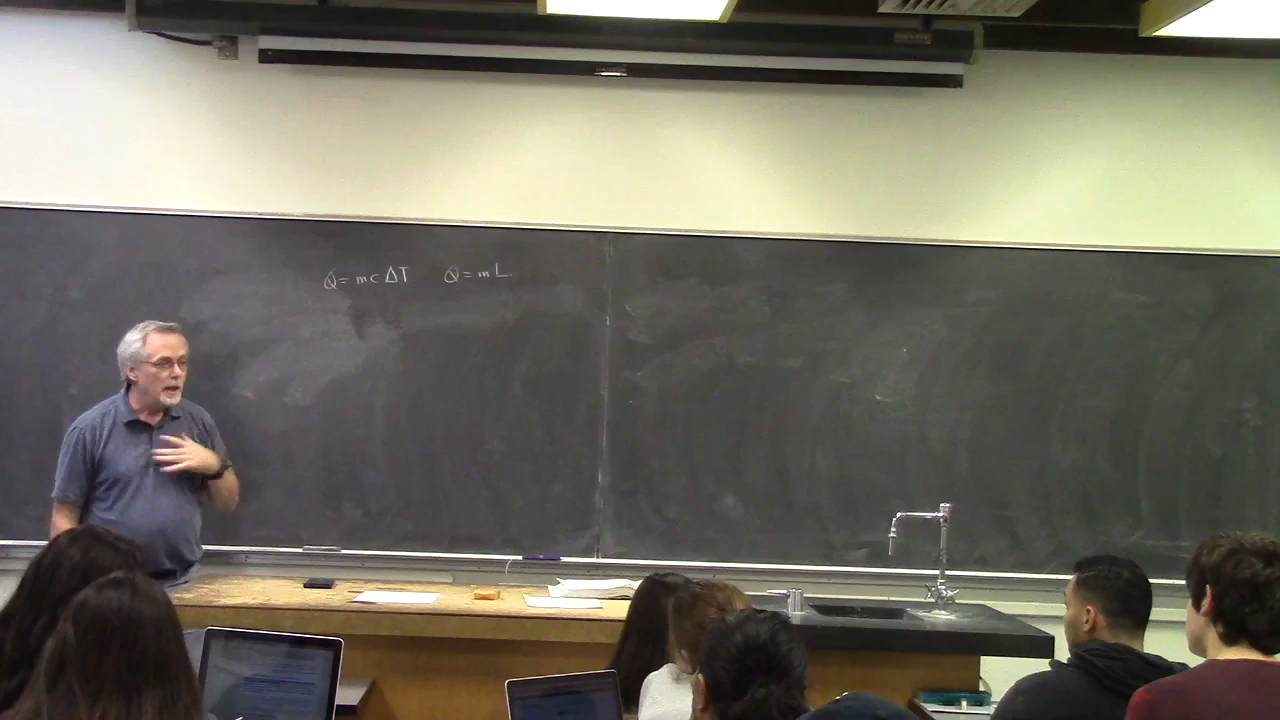 Q = mcΔT   Q = mL